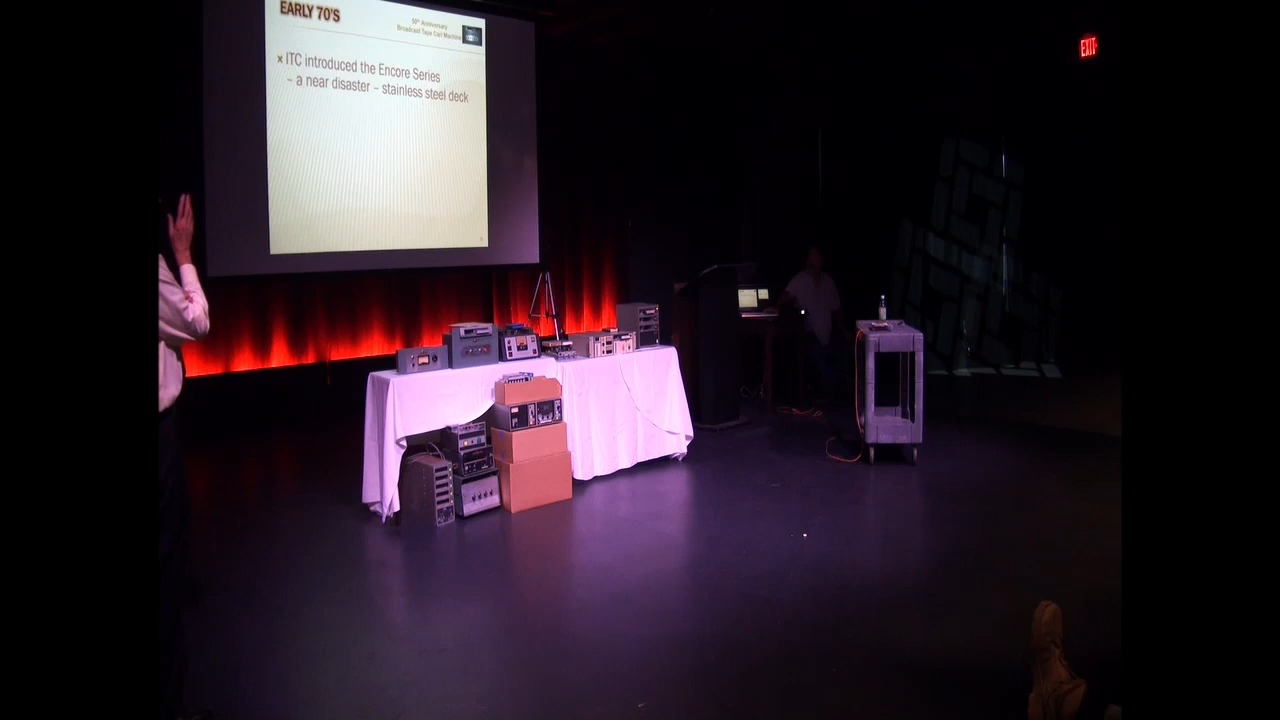 EARLY 70'S
50th Anniversary
Broadcast Tape Cart Machine
× ITC introduced the Encore Series
– a near disaster – stainless steel deck
EXIT